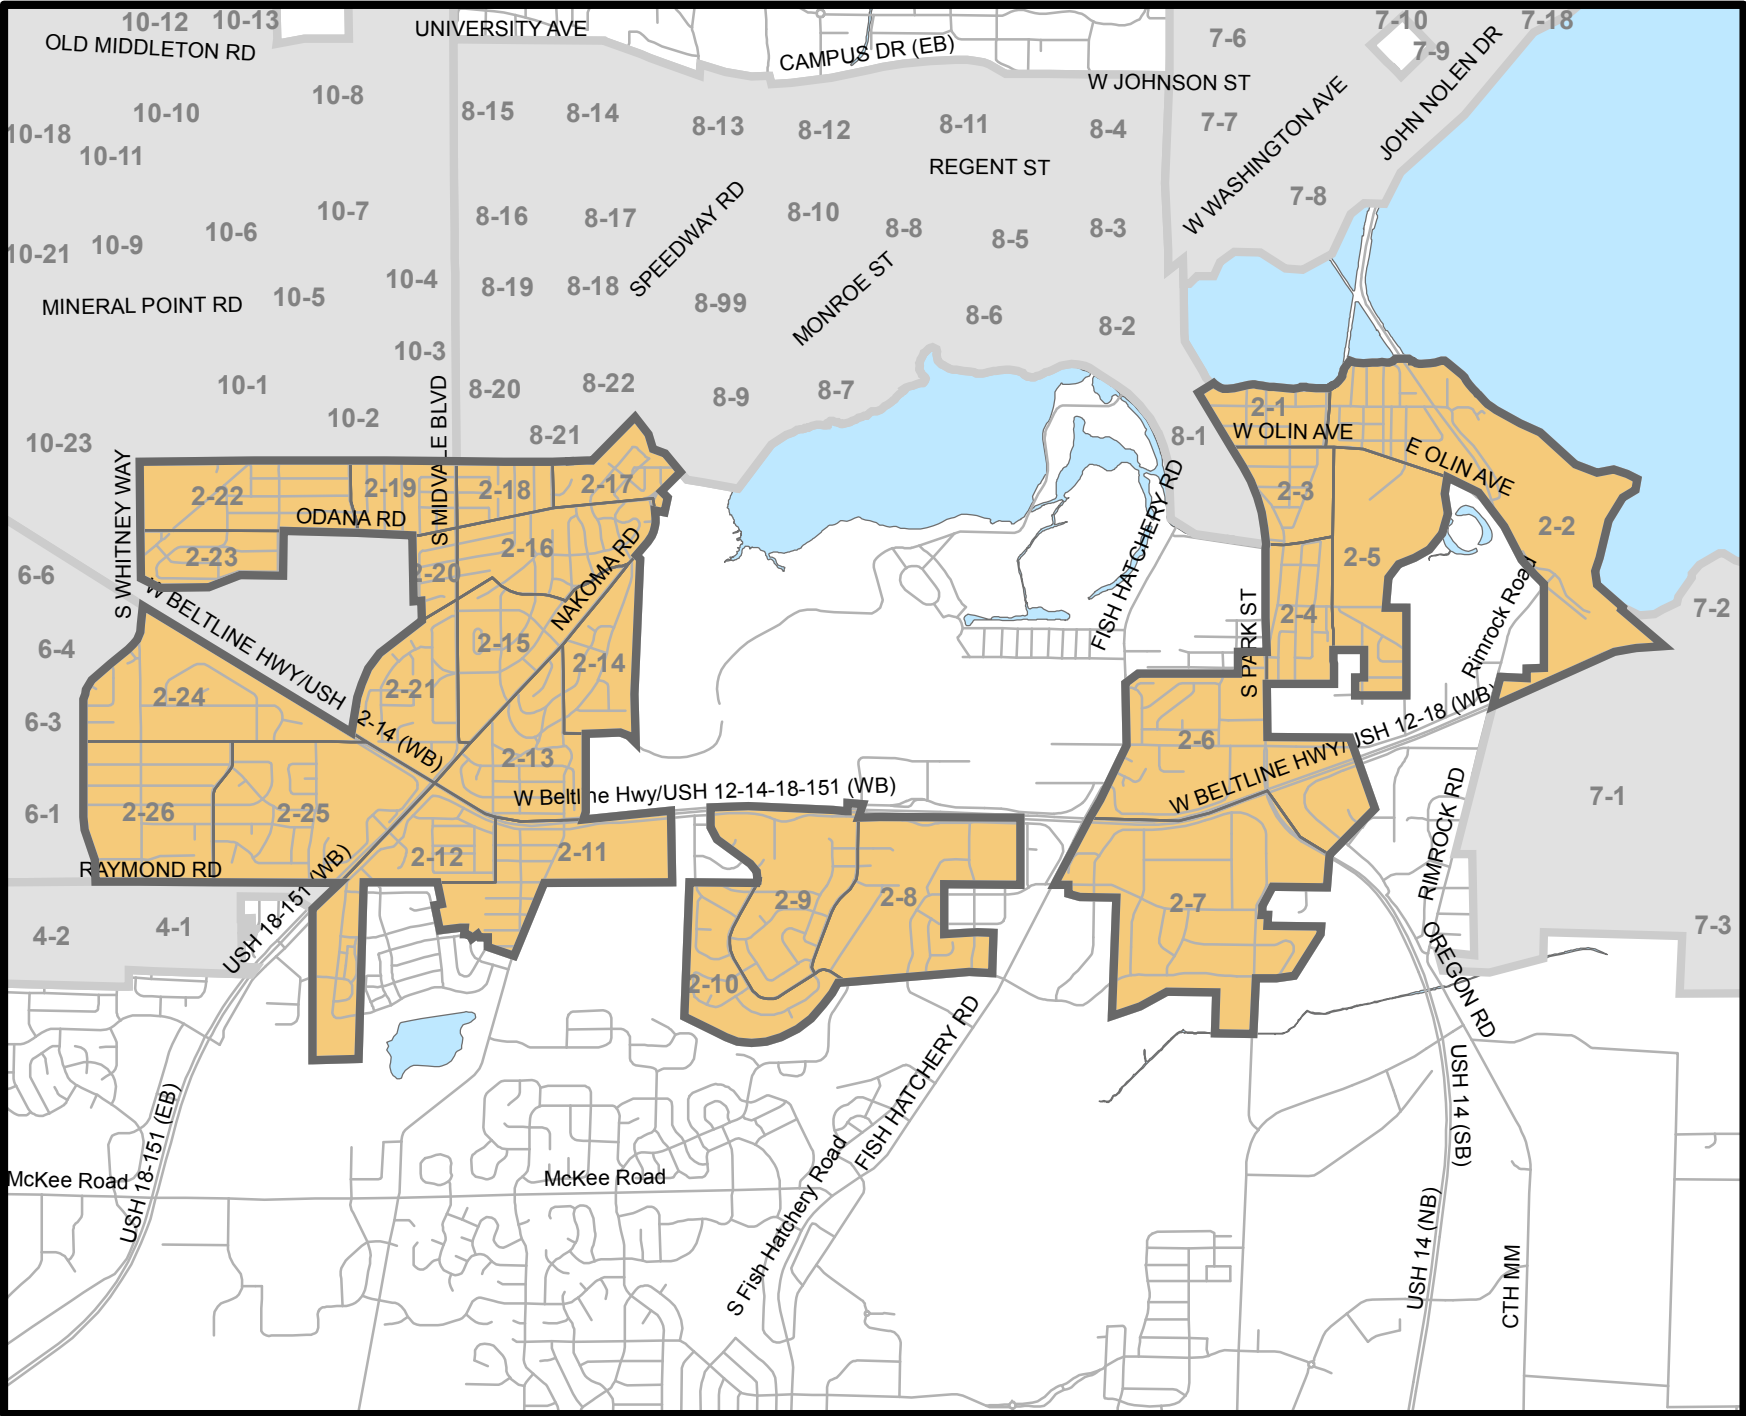 10-12
10-13
UNIVERSITY AVE
7-10
7-18
OLD MIDDLETON RD
CAMPUS DR (EB)
7-6
7-9
JOHN NOLEN DR
W JOHNSON ST
10-8
10-10
8-15
8-14
8-13
8-12
8-11
8-4
7-7
W WASHINGTON AVE
10-18
10-11
REGENT ST
7-8
10-7
10-6
10-9
10-21
8-16
8-17
SPEEDWAY RD
8-10
8-8
8-5
8-3
10-4
10-5
MINERAL POINT RD
8-19
8-18
8-99
MONROE ST
8-6
8-2
10-3
10-1
10-2
S MIDVALE BLVD
8-20
8-22
8-9
8-7
10-23
8-21
8-1
2-1
W OLIN AVE
E OLIN AVE
S WHITNEY WAY
2-22
2-19
2-18
2-17
ODANA RD
2-3
2-2
2-23
2-16
2-20
NAKOMA RD
FISH HATCHERY RD
2-5
6-6
W BELTLINE HWY/USH
2-4
Rimrock Road
7-2
6-4
2-15
2-14
S PARK ST
2-24
2-21
6-3
2-14 (WB)
2-13
2-6
W BELTLINE HWY/USH 12-18 (WB)
W Beltline Hwy/USH 12-14-18-151 (WB)
RIMROCK RD
7-1
6-1
2-26
2-25
2-12
2-11
RAYMOND RD
2-9
2-8
2-7
4-2
4-1
USH 18-151 (WB)
7-3
OREGON RD
2-10
FISH HATCHERY RD
USH 14 (SB)
USH 18-151 (EB)
McKee Road
McKee Road
S Fish Hatchery Road
USH 14 (NB)
CTH MM